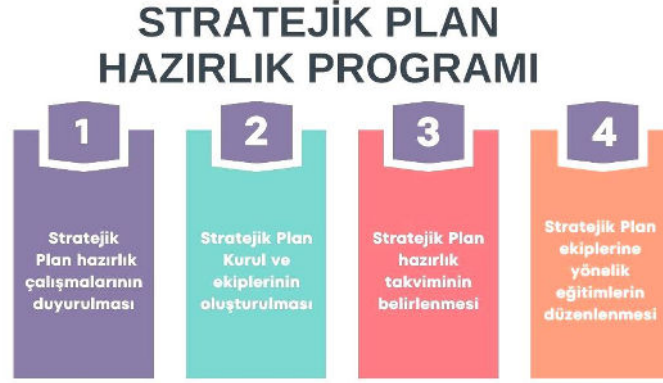 STRATEJİK PLAN
HAZIRLIK PROGRAMI
1
Stratejik
Plan hazırlık
çalışmalarının
duyurulması
2
Stratejik Plan
Kurul ve
ekiplerinin
oluşturulması
3
Stratejik Plan
hazırlık
takviminin
belirlenmesi
4
Stratejik Plan
ekiplerine
yönelik
eğitimlerin
düzenlenmesi